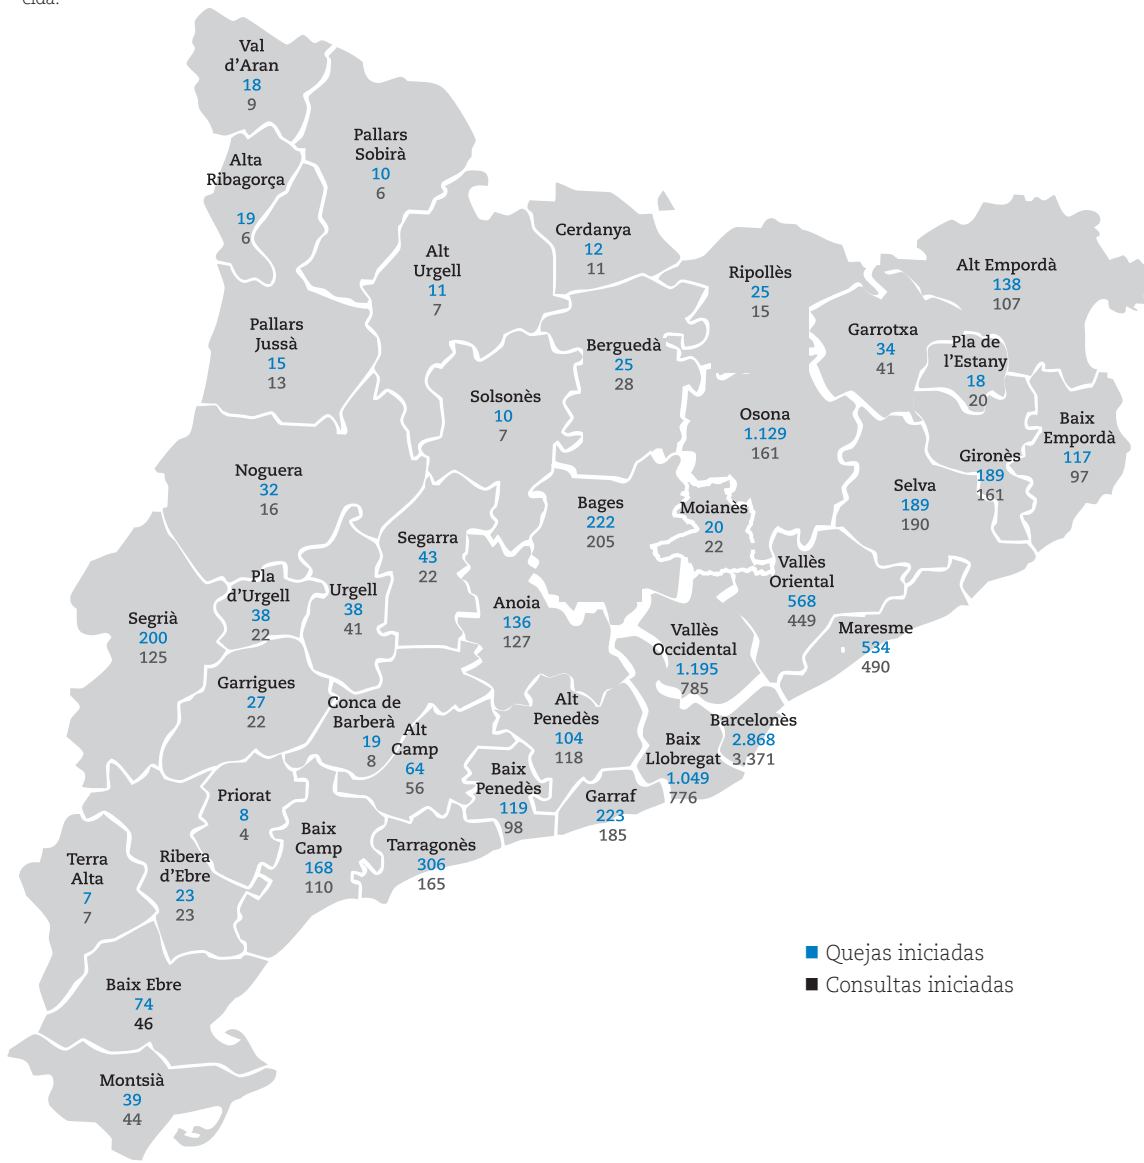 cida.
Val
d'Aran
18
9
Pallars
Sobirà
10
6
Alta
Ribagorça
19
6
Cerdanya
12
11
Alt
Urgell
11
7
Ripollès
25
15
Alt Empordà
138
107
Pallars
Jussà
15
13
Berguedà
25
28
Garrotxa
34
41
Pla de
l'Estany
18
20
Solsonès
10
7
Osona
1.129
161
Baix
Empordà
117
97
Noguera
32
16
Gironès
189
161
Selva
189
190
Bages
222
205
Moianès
20
22
Segarra
43
22
Vallès
Oriental
568
449
Pla
d'Urgell
38
22
Urgell
38
41
Anoia
136
127
Segrià
200
125
Vallès
Occidental
1.195
785
Maresme
534
490
Garrigues
27
22
Conca de
Barberà
19
8
Alt
Camp
64
56
Alt
Penedès
104
118
Barcelonès
2.868
3.371
Baix
Llobregat
1.049
776
Baix
Penedès
119
98
Garraf
223
185
Priorat
8
4
Baix
Camp
168
110
Tarragonès
306
165
Terra
Alta
7
7
Ribera
d'Ebre
23
23
Baix Ebre
74
46
Montsià
39
44
Quejas iniciadas
Consultas iniciadas